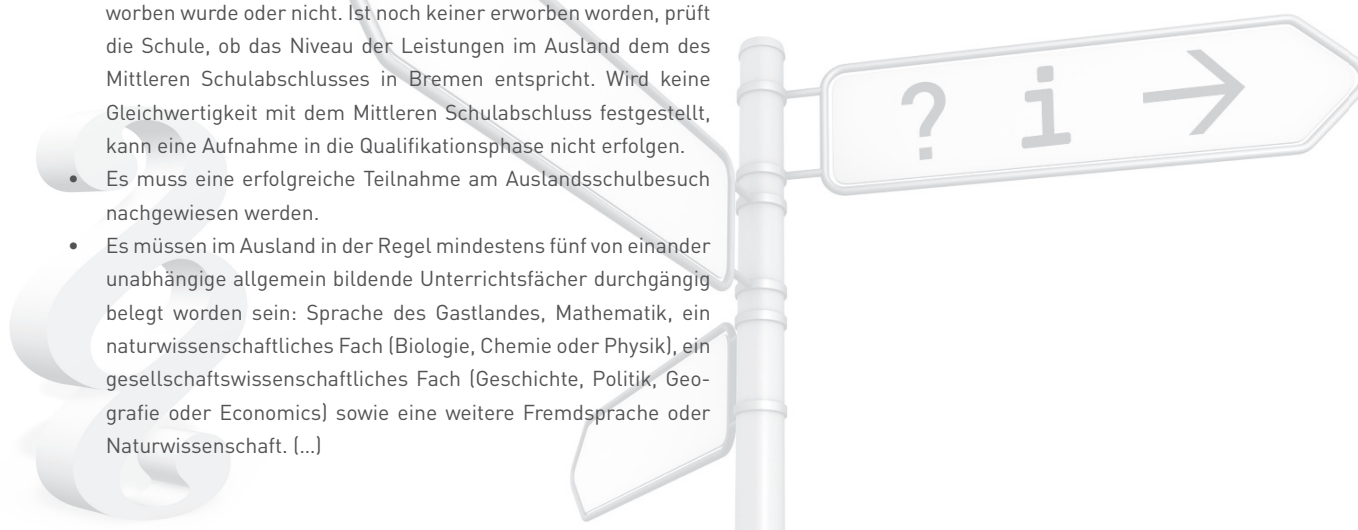 worben wurde oder nicht. Ist noch keiner erworben worden, prüft
die Schule, ob das Niveau der Leistungen im Ausland dem des
Mittleren Schulabschlusses in Bremen entspricht. Wird keine
Gleichwertigkeit mit dem Mittleren Schulabschluss festgestellt,
kann eine Aufnahme in die Qualifikationsphase nicht erfolgen.
• Es muss eine erfolgreiche Teilnahme am Auslandsschulbesuch
nachgewiesen werden.
• Es müssen im Ausland in der Regel mindestens fünf von einander
unabhängige allgemein bildende Unterrichtsfächer durchgängig
belegt worden sein: Sprache des Gastlandes, Mathematik, ein
naturwissenschaftliches Fach (Biologie, Chemie oder Physik), ein
gesellschaftswissenschaftliches Fach (Geschichte, Politik, Geo-
grafie oder Economics) sowie eine weitere Fremdsprache oder
Naturwissenschaft. (...)
? i →